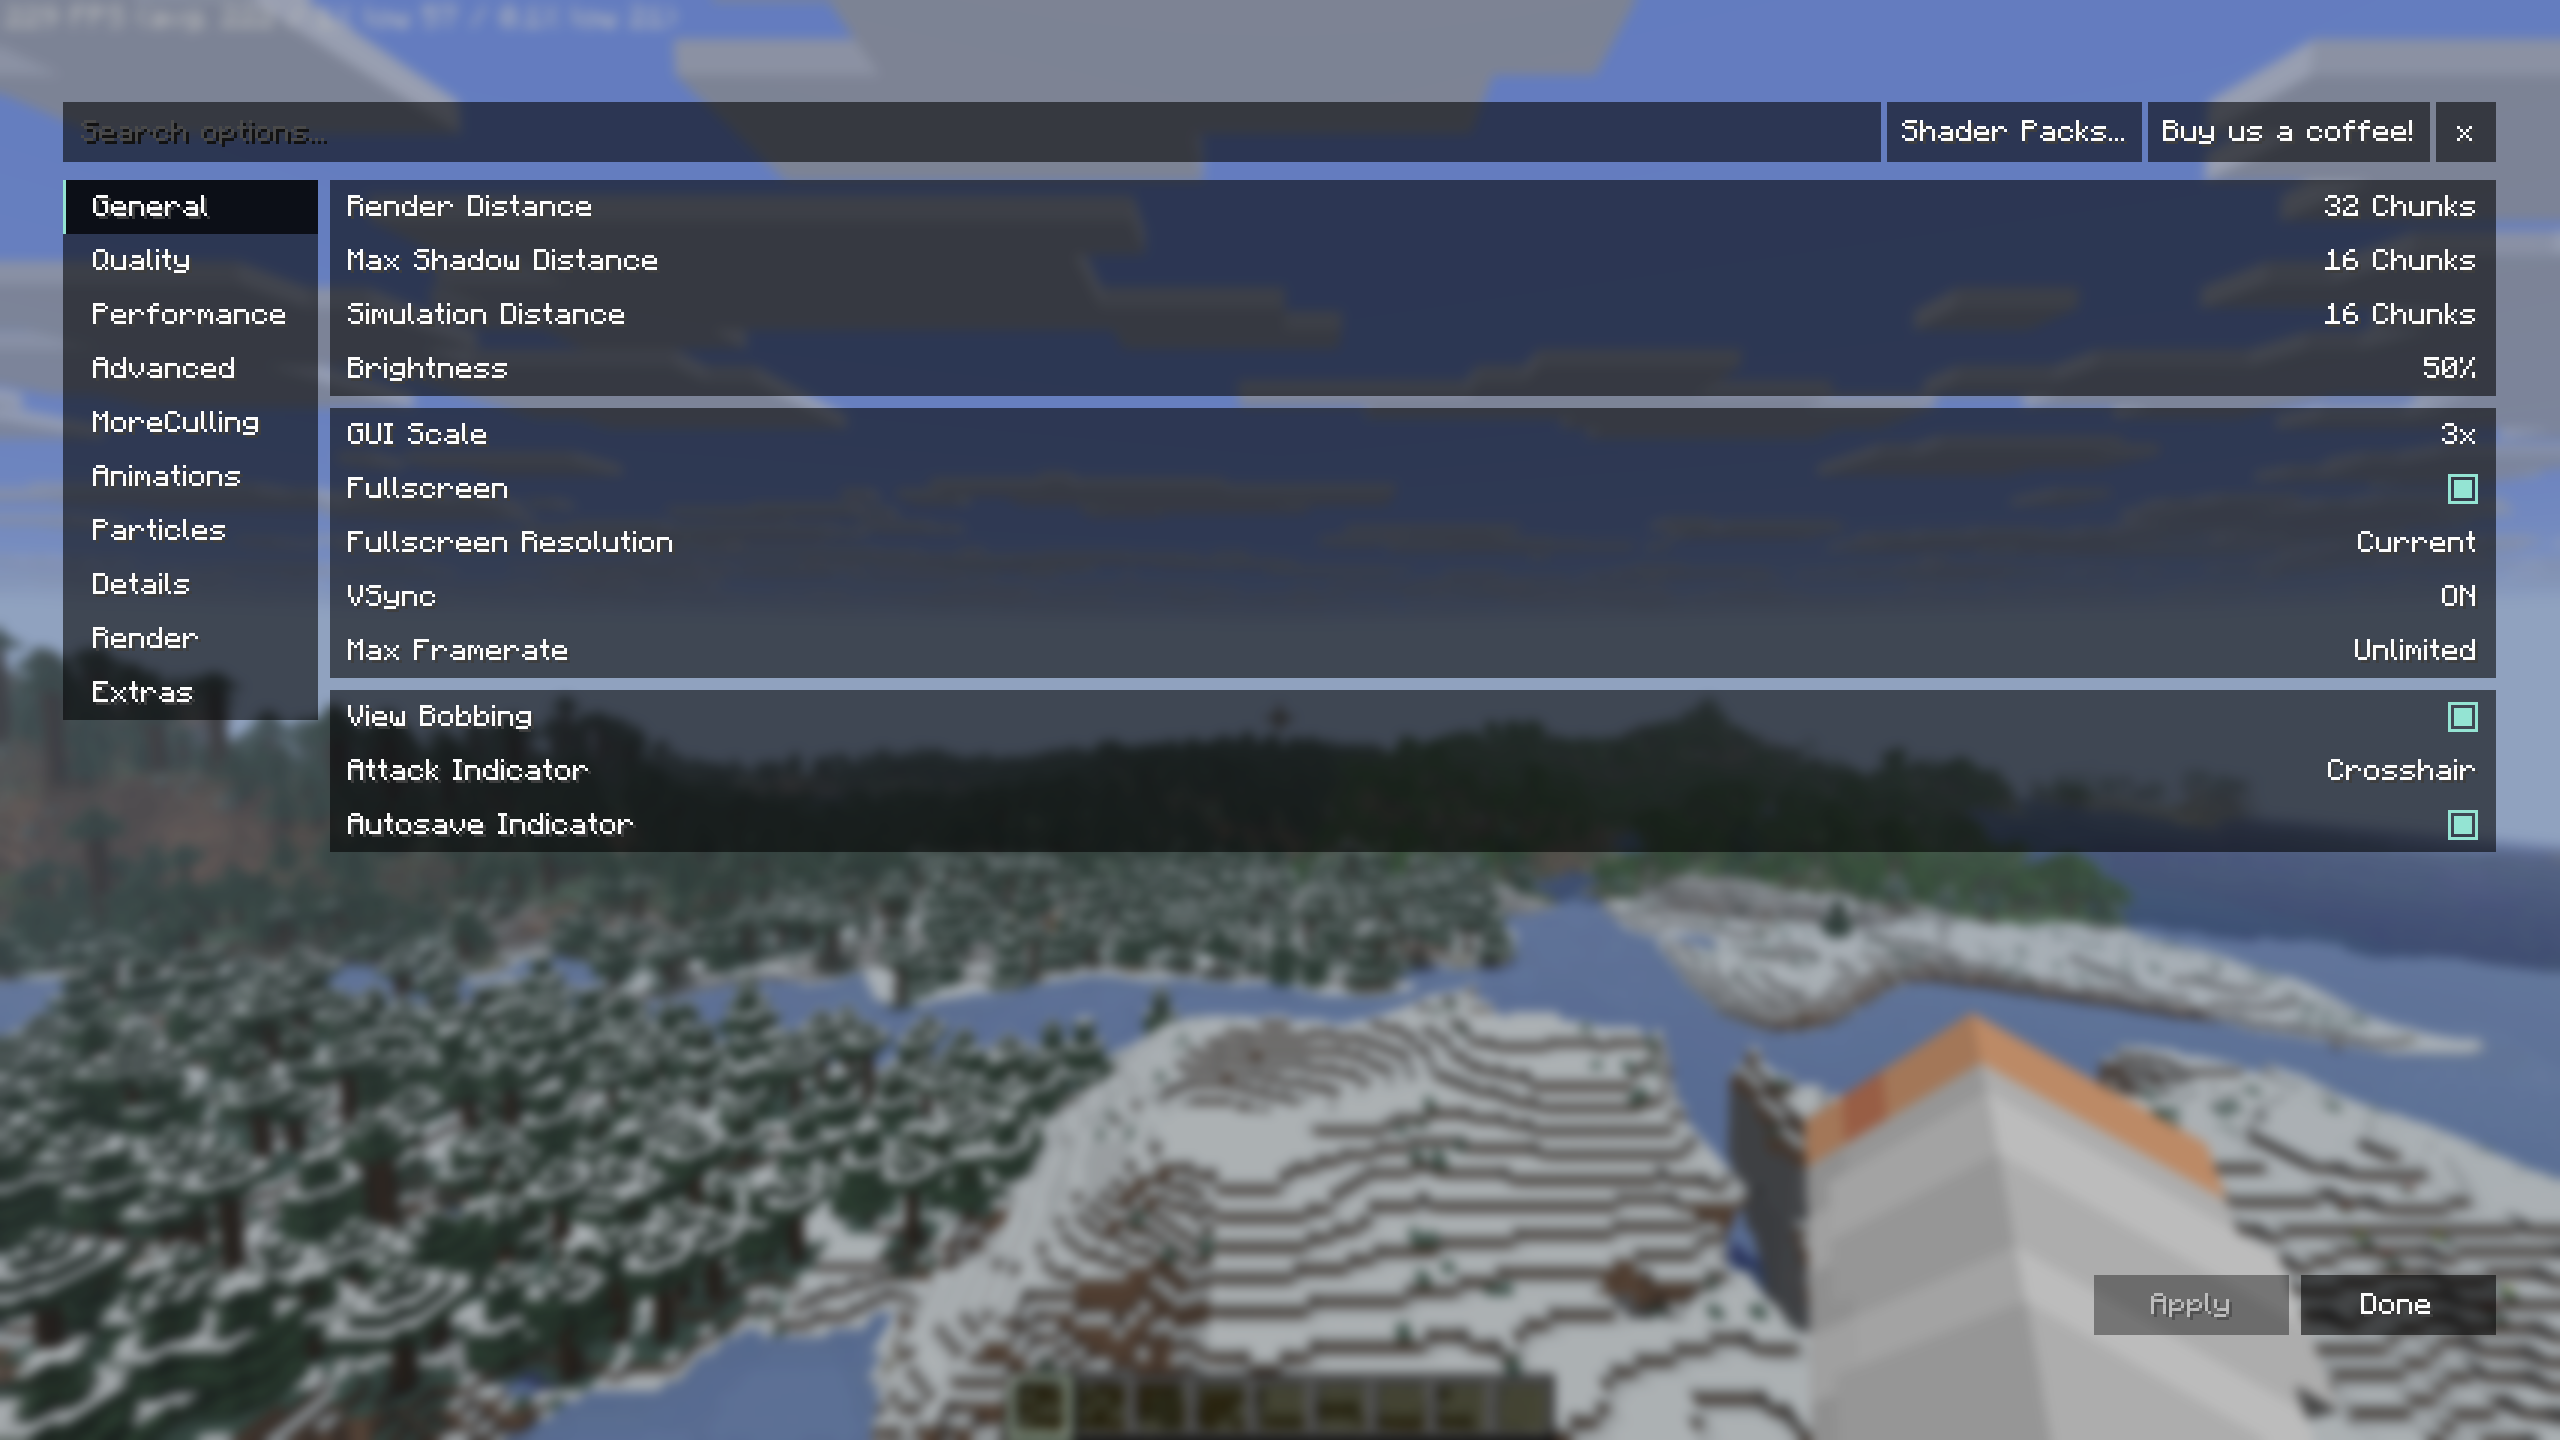 Search options...
Shader Packs...
Buy us a coffee!
x
General
Quality
Performance
Advanced
MoreCulling
Animations
Particles
Details
Render
Extras
Render Distance 32 Chunks
Max Shadow Distance 16 Chunks
Simulation Distance 16 Chunks
Brightness 50%
GUI Scale 3x
Fullscreen
Fullscreen Resolution Current
VSync ON
Max Framerate Unlimited
View Bobbing
Attack Indicator Crosshair
Autosave Indicator
Apply
Done